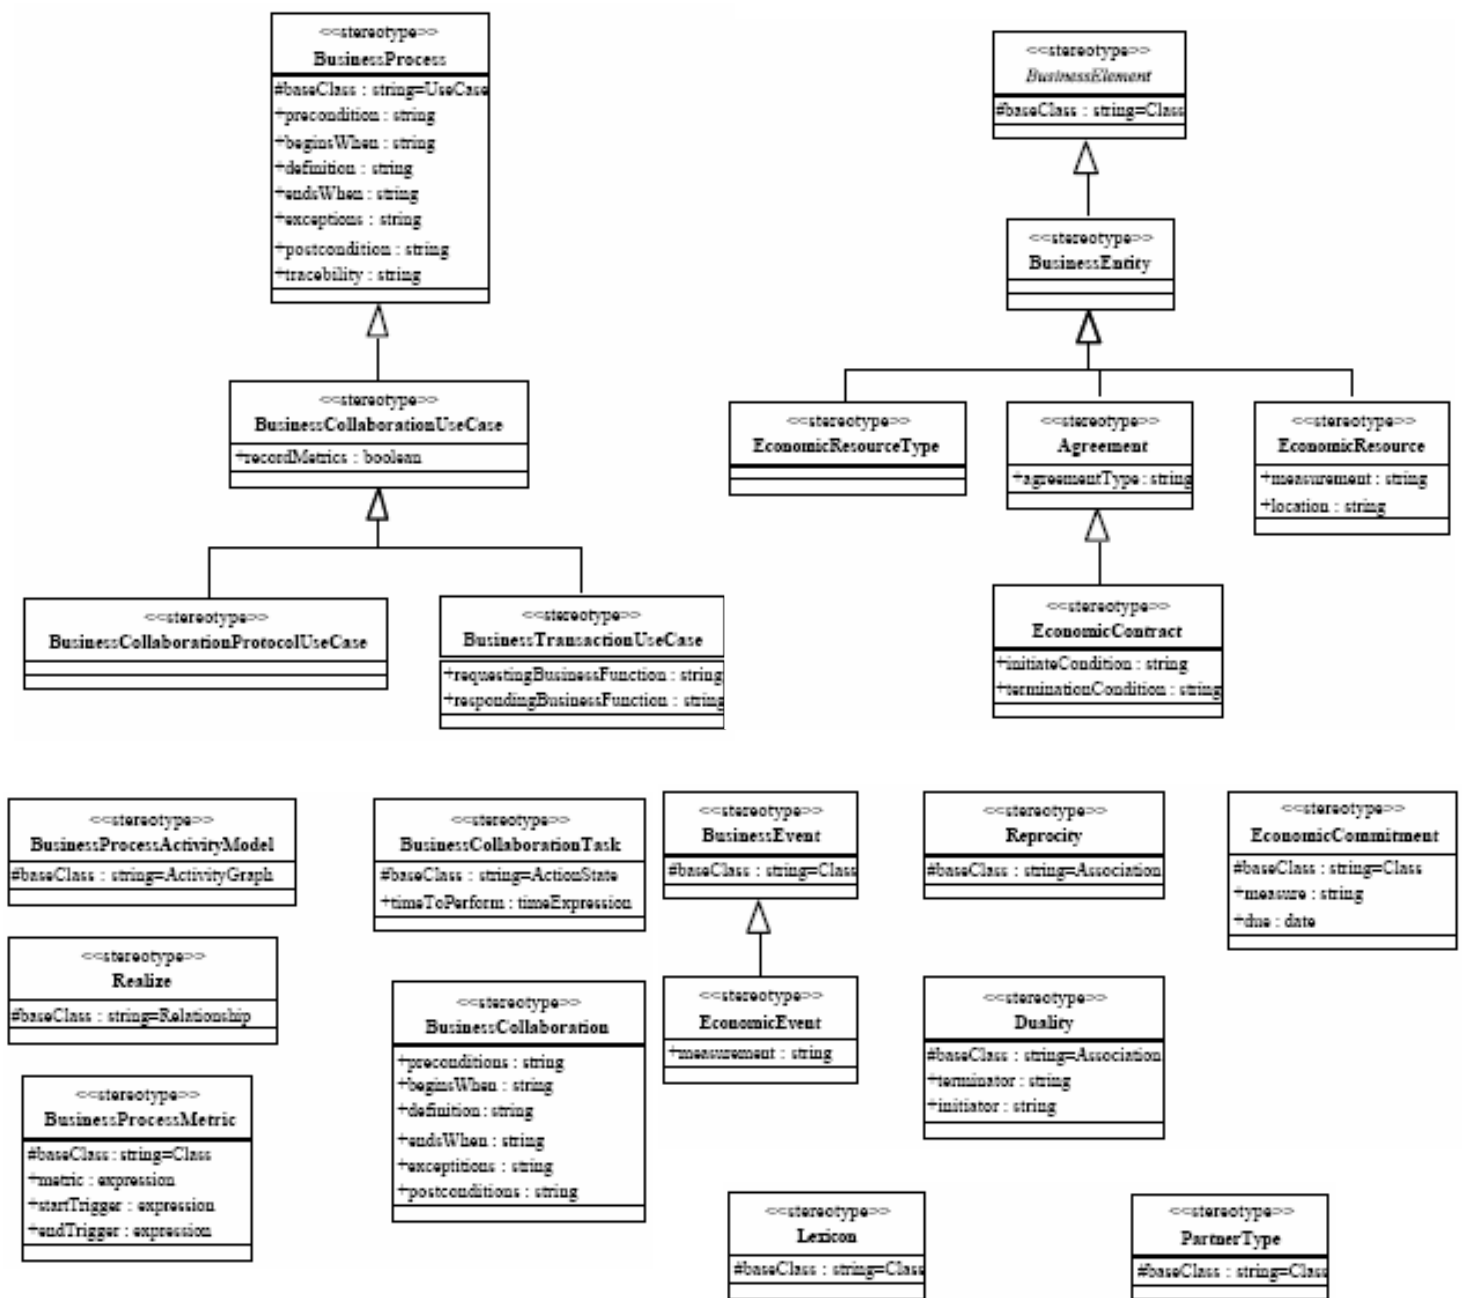 <<stereotype>>
BusinessProcess
#baseClass : string=UseCase
+precondition : string
+beginsWhen : string
+definition : string
+endsWhen : string
+exceptions : string
+postcondition : string
+tracebility : string
<<stereotype>>
BusinessElement
#baseClass : string=Class
<<stereotype>>
BusinessEntity
<<stereotype>>
BusinessCollaborationUseCase
+recordMetrics : boolean
<<stereotype>>
EconomicResourceType
<<stereotype>>
Agreement
+agreementType : string
<<stereotype>>
EconomicResource
+measurement : string
+location : string
<<stereotype>>
BusinessCollaborationProtocolUseCase
<<stereotype>>
BusinessTransactionUseCase
+requestingBusinessFunction : string
+respondingBusinessFunction : string
<<stereotype>>
EconomicContract
+initiateCondition : string
+terminationCondition : string
<<stereotype>>
BusinessProcessActivityModel
#baseClass : string=ActivityGraph
<<stereotype>>
BusinessCollaborationTask
#baseClass : string=ActionState
+timeToPerform : timeExpression
<<stereotype>>
BusinessEvent
#baseClass : string=Class
<<stereotype>>
Reprocity
#baseClass : string=Association
<<stereotype>>
EconomicCommitment
#baseClass : string=Class
+measure : string
+due : date
<<stereotype>>
Realize
#baseClass : string=Relationship
<<stereotype>>
BusinessCollaboration
+preconditions : string
+beginsWhen : string
+definition : string
+endsWhen : string
+exceptitions : string
+postconditions : string
<<stereotype>>
EconomicEvent
+measurement : string
<<stereotype>>
Duality
#baseClass : string=Association
+terminator : string
+initiator : string
<<stereotype>>
BusinessProcessMetric
#baseClass : string=Class
+metric : expression
+startTrigger : expression
+endTrigger : expression
<<stereotype>>
Lexicon
#baseClass : string=Class
<<stereotype>>
PartnerType
#baseClass : string=Class